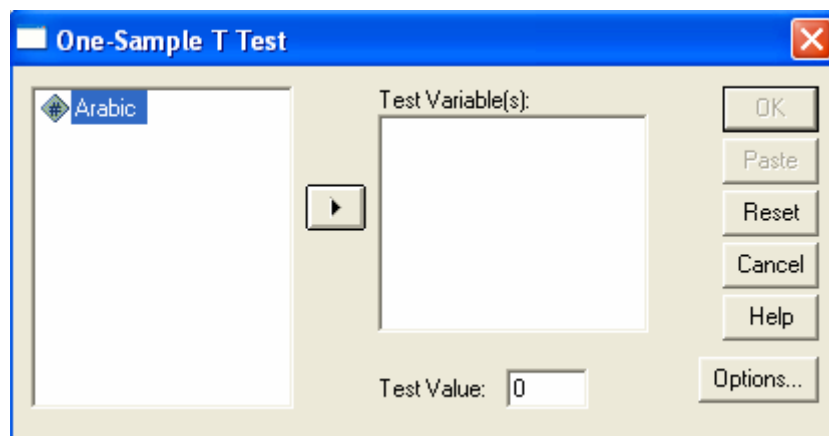 One-Sample T Test
Arabic
Test Variable(s):
OK
Paste
Reset
Cancel
Help
Test Value: 0
Options...